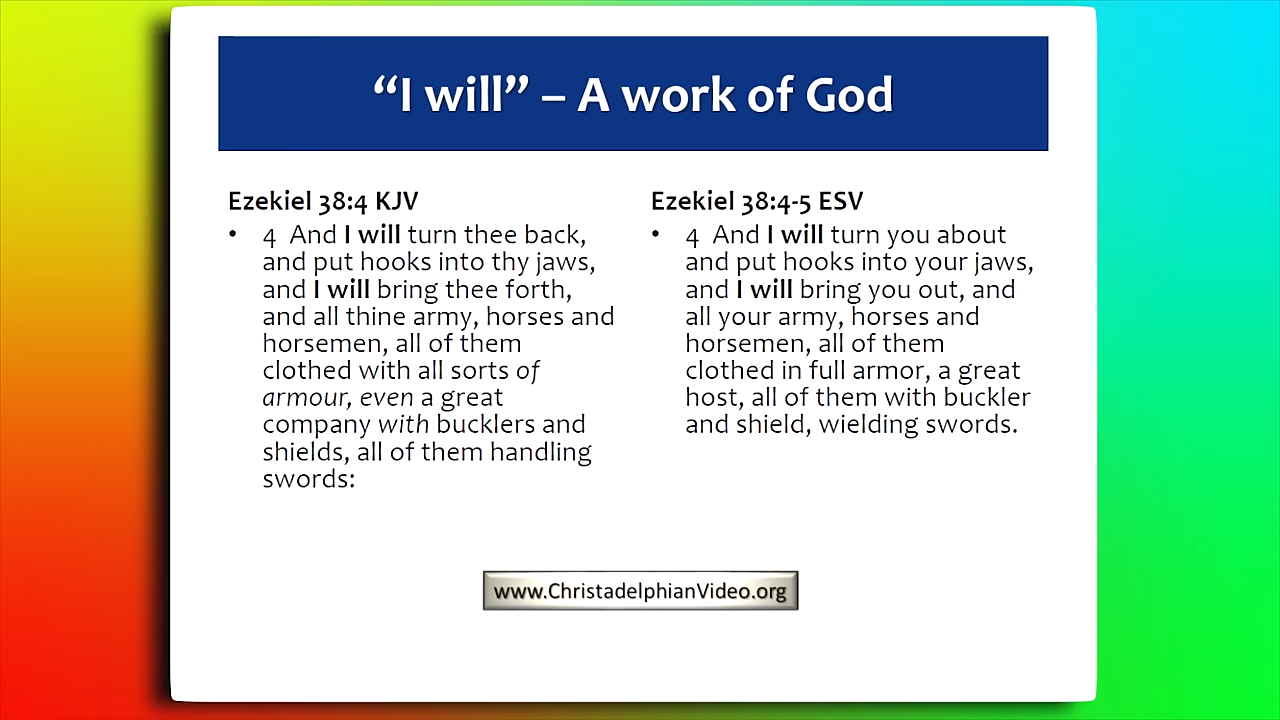 “I will” – A work of God
Ezekiel 38:4 KJV
• 4 And I will turn thee back,
and put hooks into thy jaws,
and I will bring thee forth,
and all thine army, horses and
horsemen, all of them
clothed with all sorts of
armour, even a great
company with bucklers and
shields, all of them handling
swords:
Ezekiel 38:4-5 ESV
• 4 And I will turn you about
and put hooks into your jaws,
and I will bring you out, and
all your army, horses and
horsemen, all of them
clothed in full armor, a great
host, all of them with buckler
and shield, wielding swords.
www.ChristadelphianVideo.org